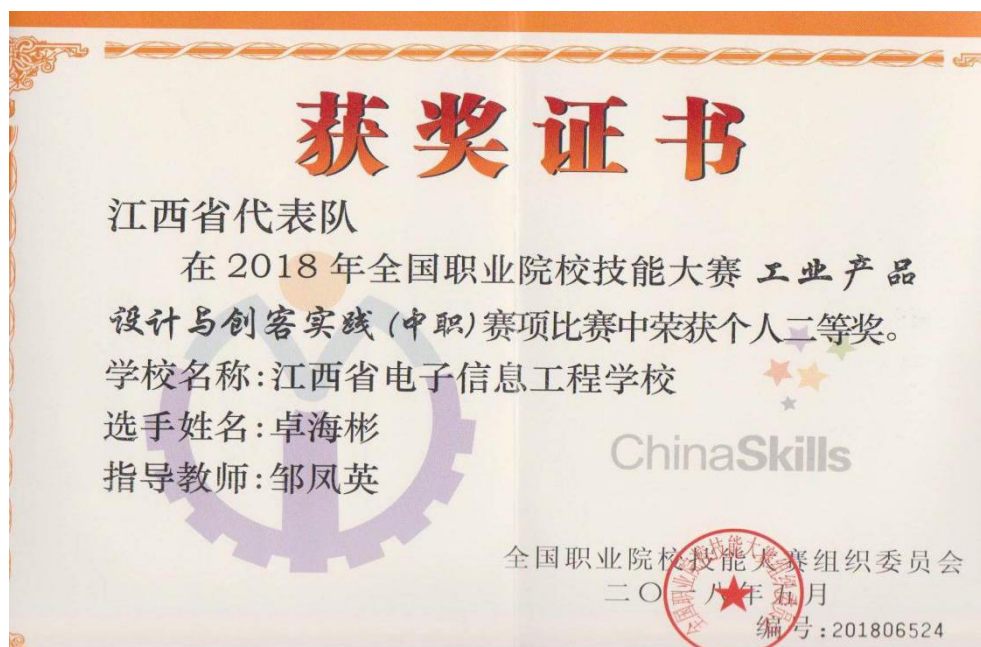 获奖证书
江西省代表队
在2018年全国职业院校技能大赛 工业产品
设计与创客实践(中职)赛项比赛中荣获个人二等奖。
学校名称:江西省电子信息工程学校
选手姓名:卓海彬
指导教师:邹凤英
ChinaSkills
全国职业院校技能大赛组织委员会
二〇一八年五月
编号:201806524